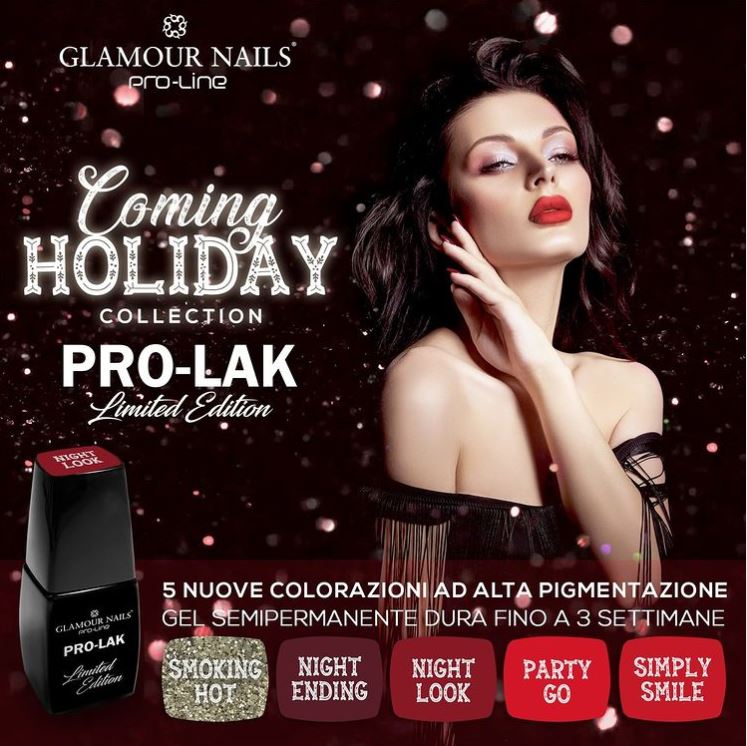 GLAMOUR NAILS®
PRO-LINE
Coming
HOLIDAY
COLLECTION
PRO-LAK
Limited Edition
NIGHT
LOOK
GLAMOUR NAILS
PRO-LINE
PRO-LAK
Limited
Edition
5 NUOVE COLORAZIONI AD ALTA PIGMENTAZIONE
GEL SEMIPERMANENTE DURA FINO A 3 SETTIMANE
SMOKING
HOT
NIGHT
ENDING
NIGHT
LOOK
PARTY
GO
SIMPLY
SMILE